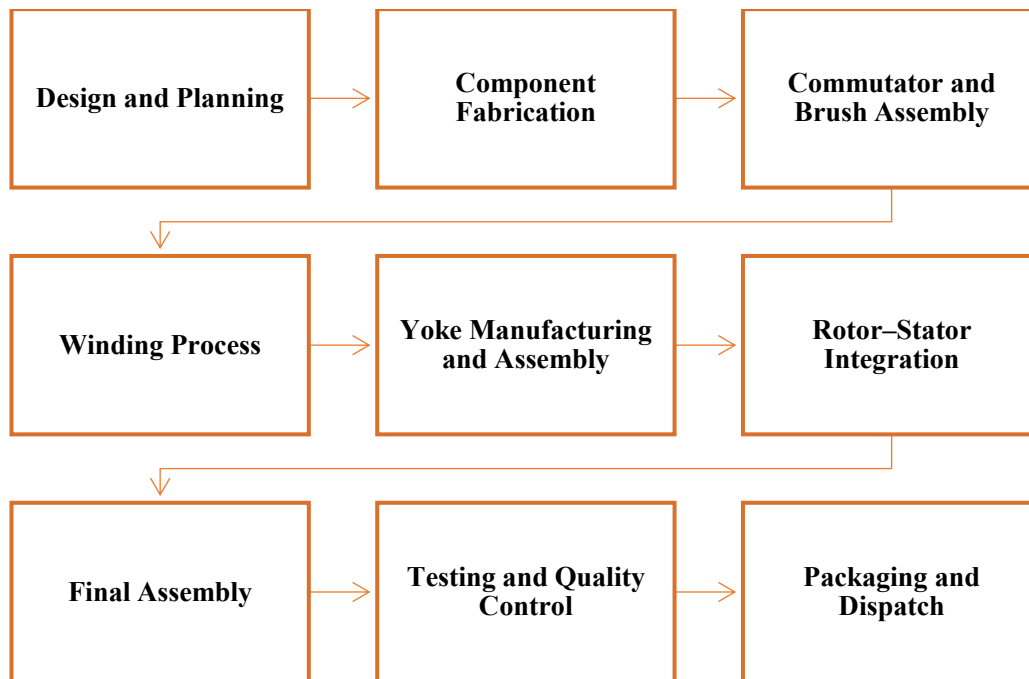 Design and Planning
Component
Fabrication
Commutator and
Brush Assembly
Winding Process
Yoke Manufacturing
and Assembly
Rotor–Stator
Integration
Final Assembly
Testing and Quality
Control
Packaging and
Dispatch